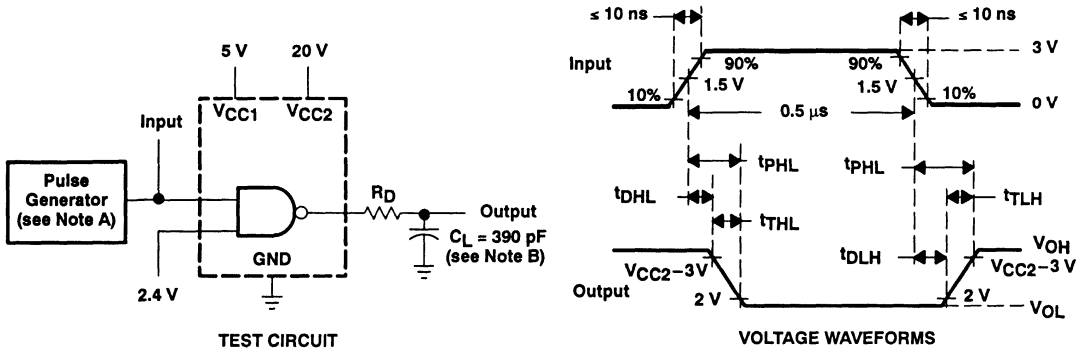 5 V
20 V
VCC1
VCC2
Input
Pulse
Generator
(see Note A)
2.4 V
GND
RD
Output
CL = 390 pF
(see Note B)
TEST CIRCUIT
≤ 10 ns
≤ 10 ns
Input
3 V
90%
90%
1.5 V
1.5 V
10%
10%
0 V
0.5 μs
tPHL
tPHL
tDHL
tTLH
tTHL
tDLH
VOH
VCC2−3V
VCC2−3 V
Output
2 V
2 V
VOL
VOLTAGE WAVEFORMS